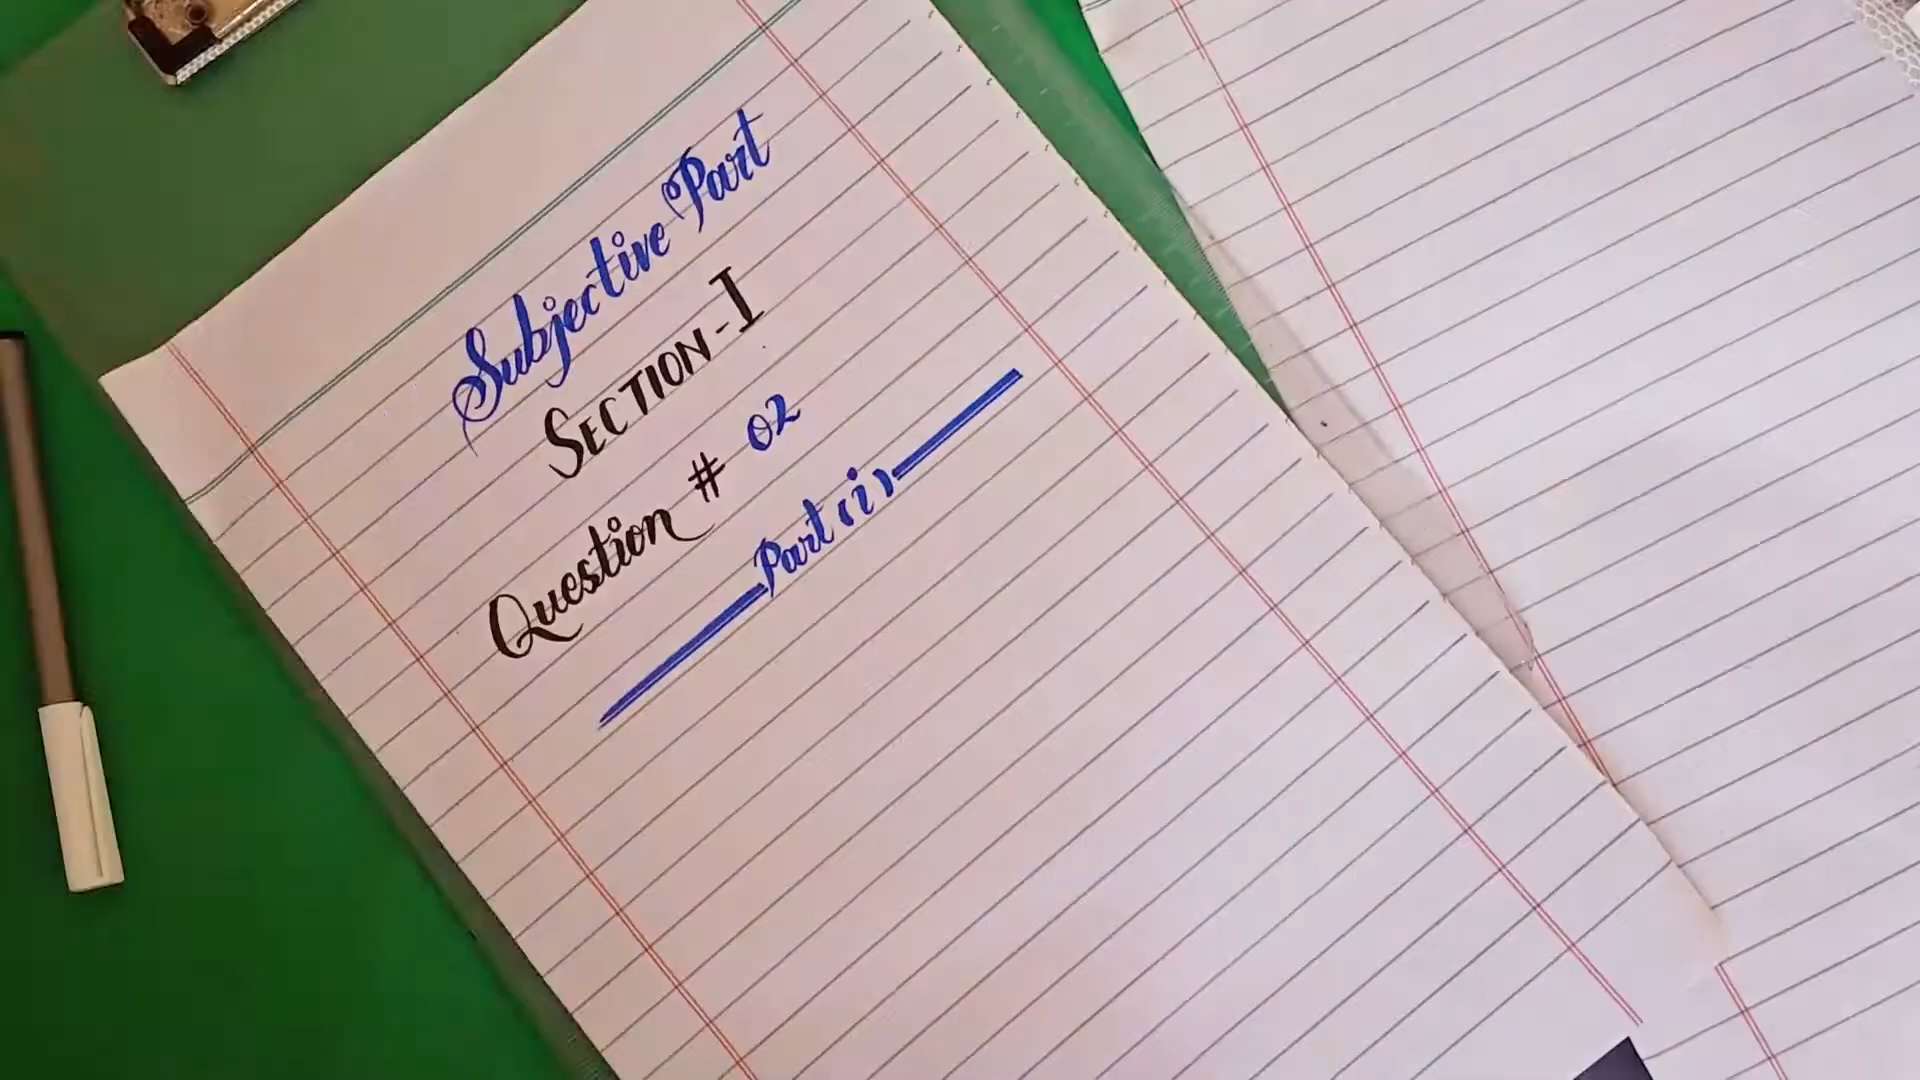 Subjective Part
SECTION-I
Question # 02
Part (i)